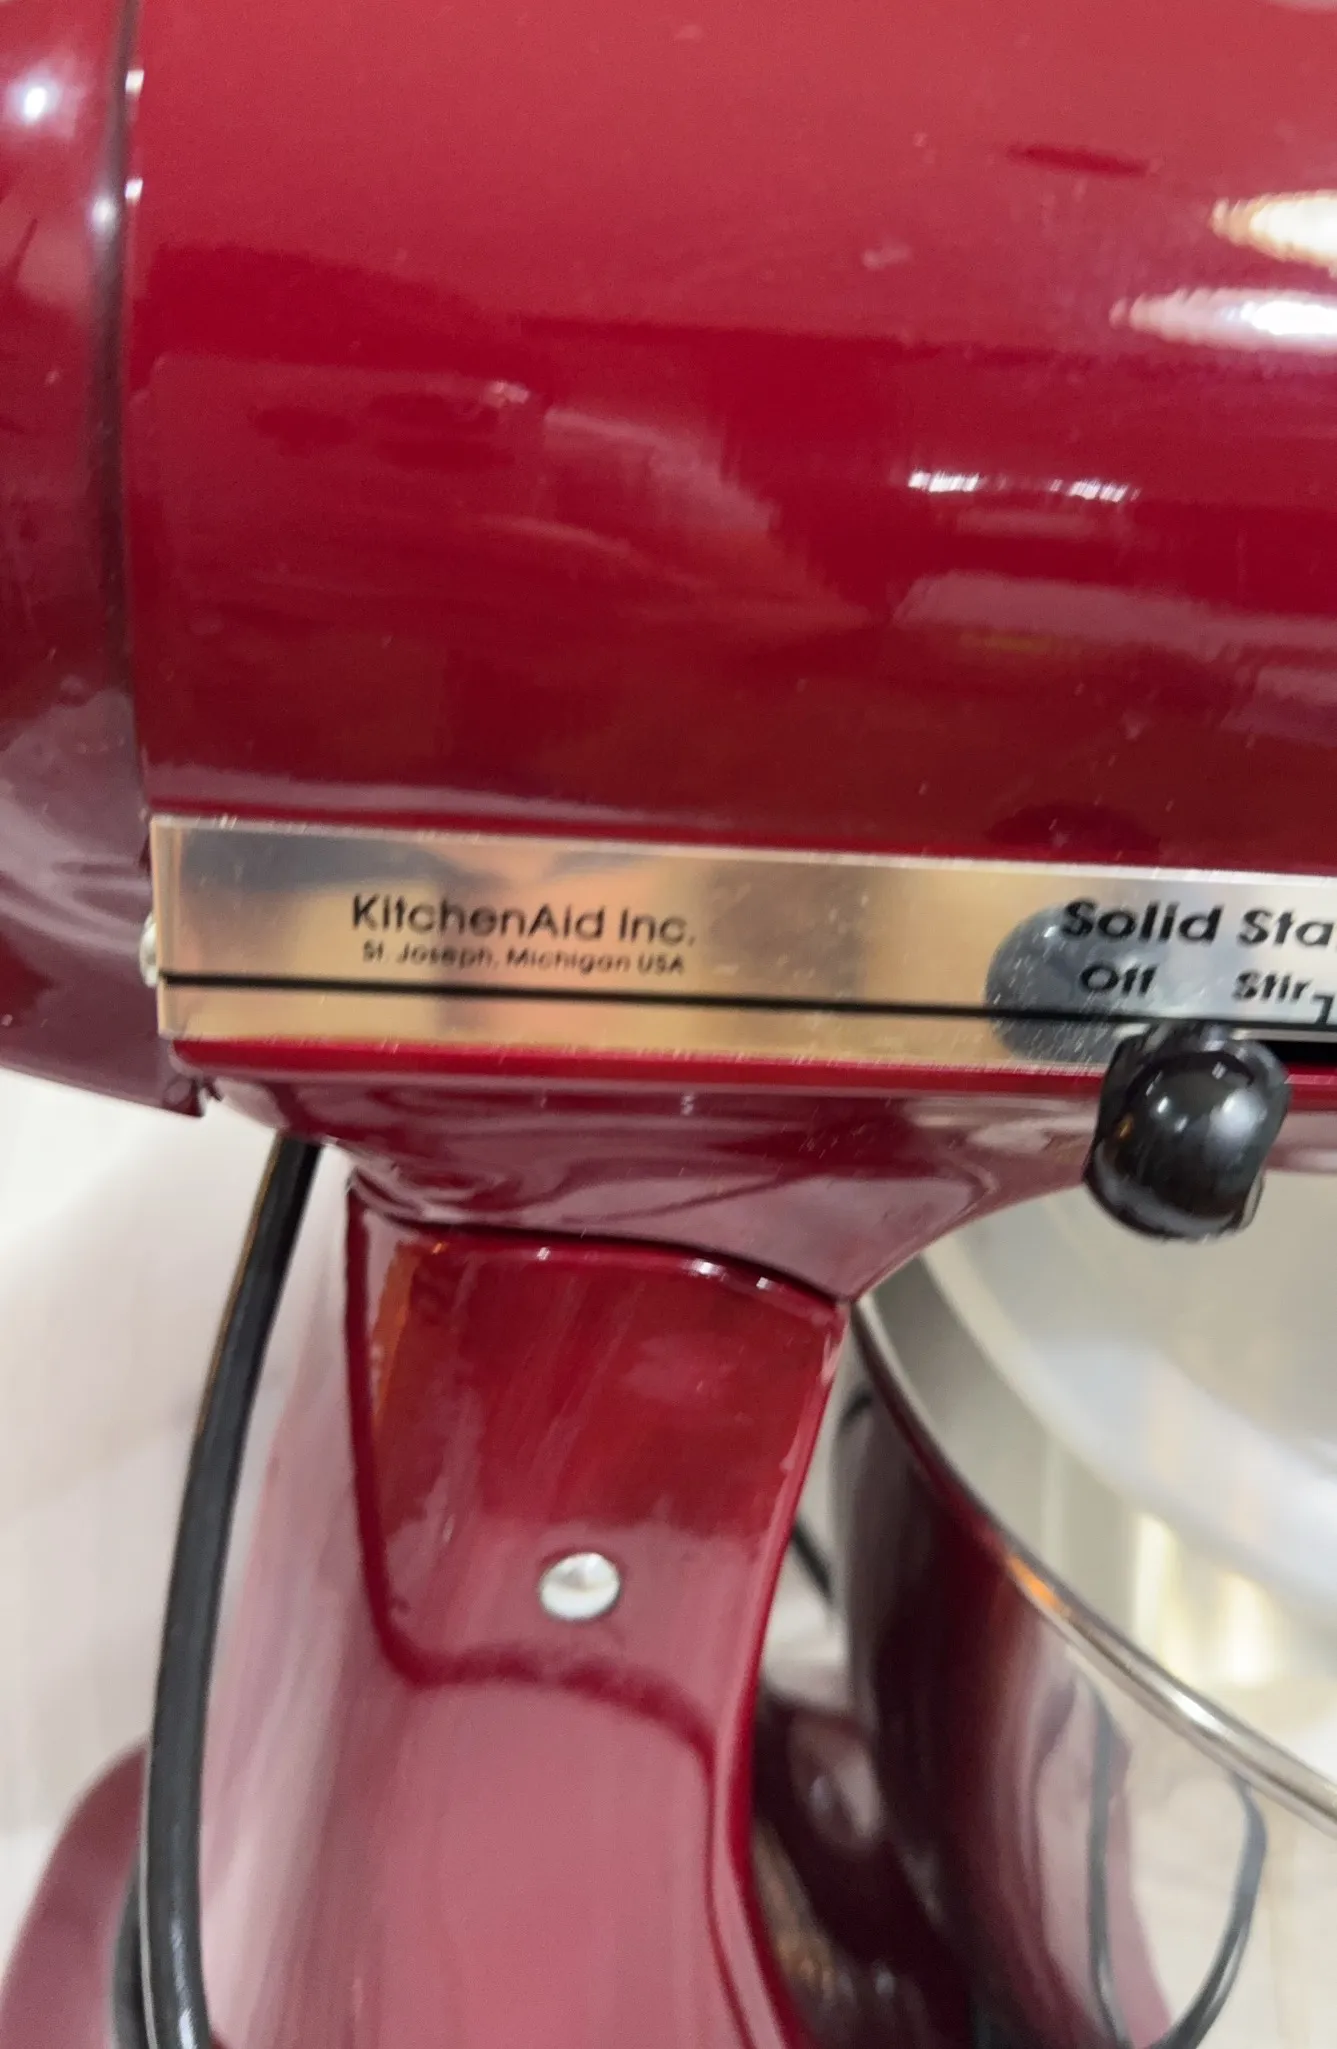 KitchenAid Inc.
St. Joseph, Michigan USA
Solid Sta
Off Stir